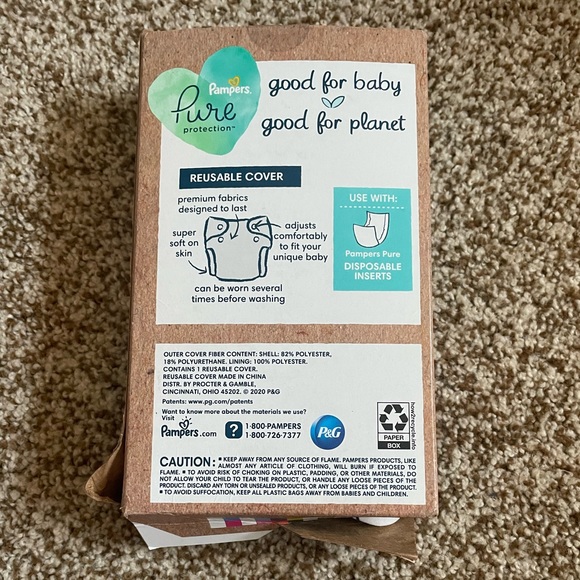 Pampers.
Pure
protection™
good for baby
good for planet
REUSABLE COVER
premium fabrics
designed to last
super
soft on
skin
adjusts
comfortably
to fit your
unique baby
can be worn several
times before washing
USE WITH:
Pampers Pure
DISPOSABLE
INSERTS
OUTER COVER FIBER CONTENT: SHELL: 82% POLYESTER,
18% POLYURETHANE. LINING: 100% POLYESTER.
CONTAINS 1 REUSABLE COVER.
REUSABLE COVER MADE IN CHINA
DISTR. BY PROCTER & GAMBLE,
CINCINNATI, OHIO 45202. © 2020 P&G
Patents: www.pg.com/patents
Want to know more about the materials we use?
Visit
Pampers.com
?
1-800-PAMPERS
1-800-726-7377
P&G
PAPER
BOX
how2recycle.info
CAUTION: • KEEP AWAY FROM ANY SOURCE OF FLAME. PAMPERS PRODUCTS, LIKE
ALMOST ANY ARTICLE OF CLOTHING, WILL BURN IF EXPOSED TO
FLAME. • TO AVOID RISK OF CHOKING ON PLASTIC, PADDING, OR OTHER MATERIALS, DO
NOT ALLOW YOUR CHILD TO TEAR THE PRODUCT, OR HANDLE ANY LOOSE PIECES OF THE
PRODUCT. DISCARD ANY TORN OR UNSEALED PRODUCTS, OR ANY LOOSE PIECES OF THE PRODUCT.
• TO AVOID SUFFOCATION, KEEP ALL PLASTIC BAGS AWAY FROM BABIES AND CHILDREN.